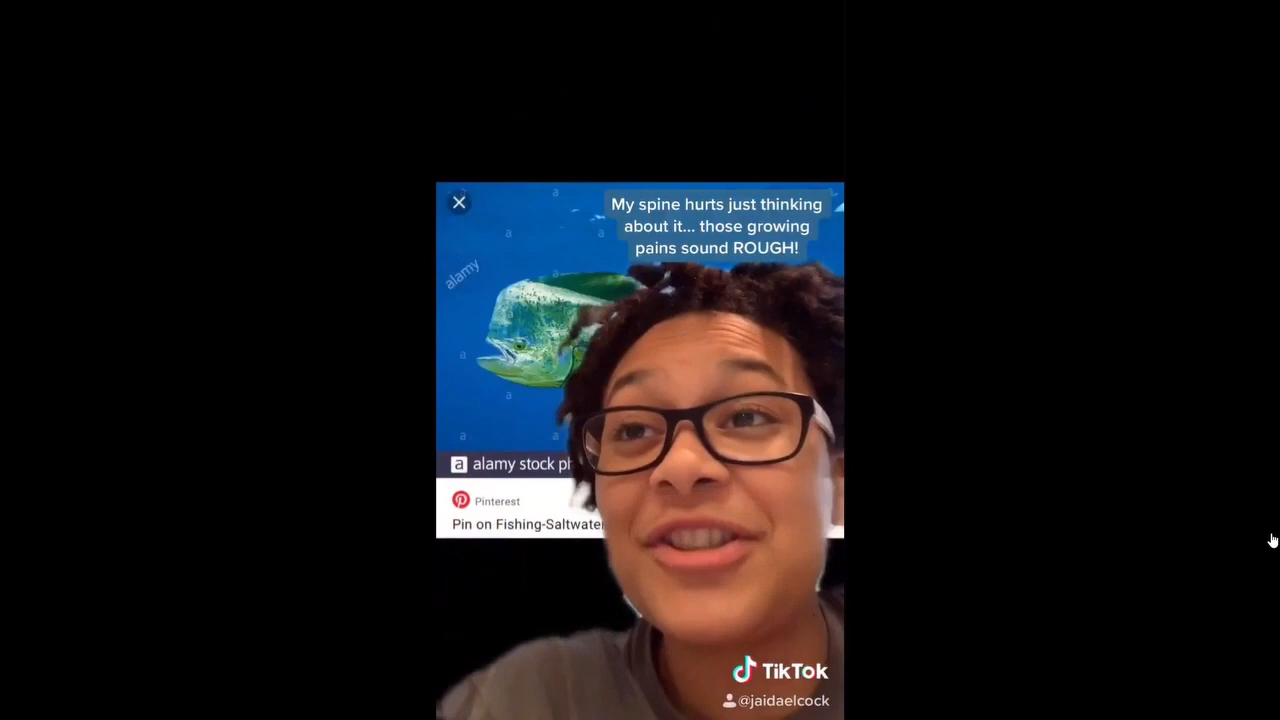 My spine hurts just thinking
about it... those growing
pains sound ROUGH!
alamy
a
a
a
a
a
a
a
a
a alamy stock p
Pinterest
Pin on Fishing-Saltwater
TikTok
@jaidaelcock